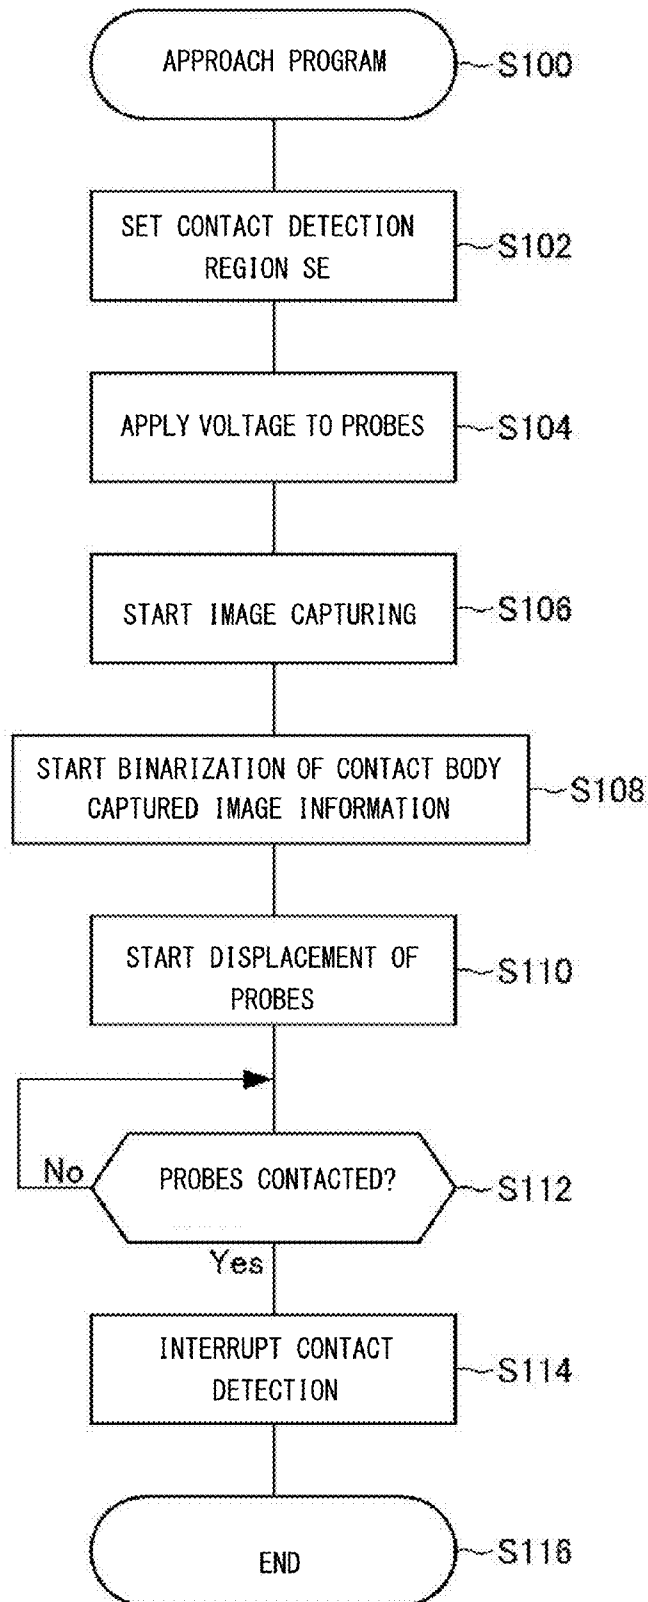 APPROACH PROGRAM
S100
SET CONTACT DETECTION
REGION SE
S102
APPLY VOLTAGE TO PROBES
S104
START IMAGE CAPTURING
S106
START BINARIZATION OF CONTACT BODY
CAPTURED IMAGE INFORMATION
S108
START DISPLACEMENT OF
PROBES
S110
No
PROBES CONTACTED?
S112
Yes
INTERRUPT CONTACT
DETECTION
S114
END
S116